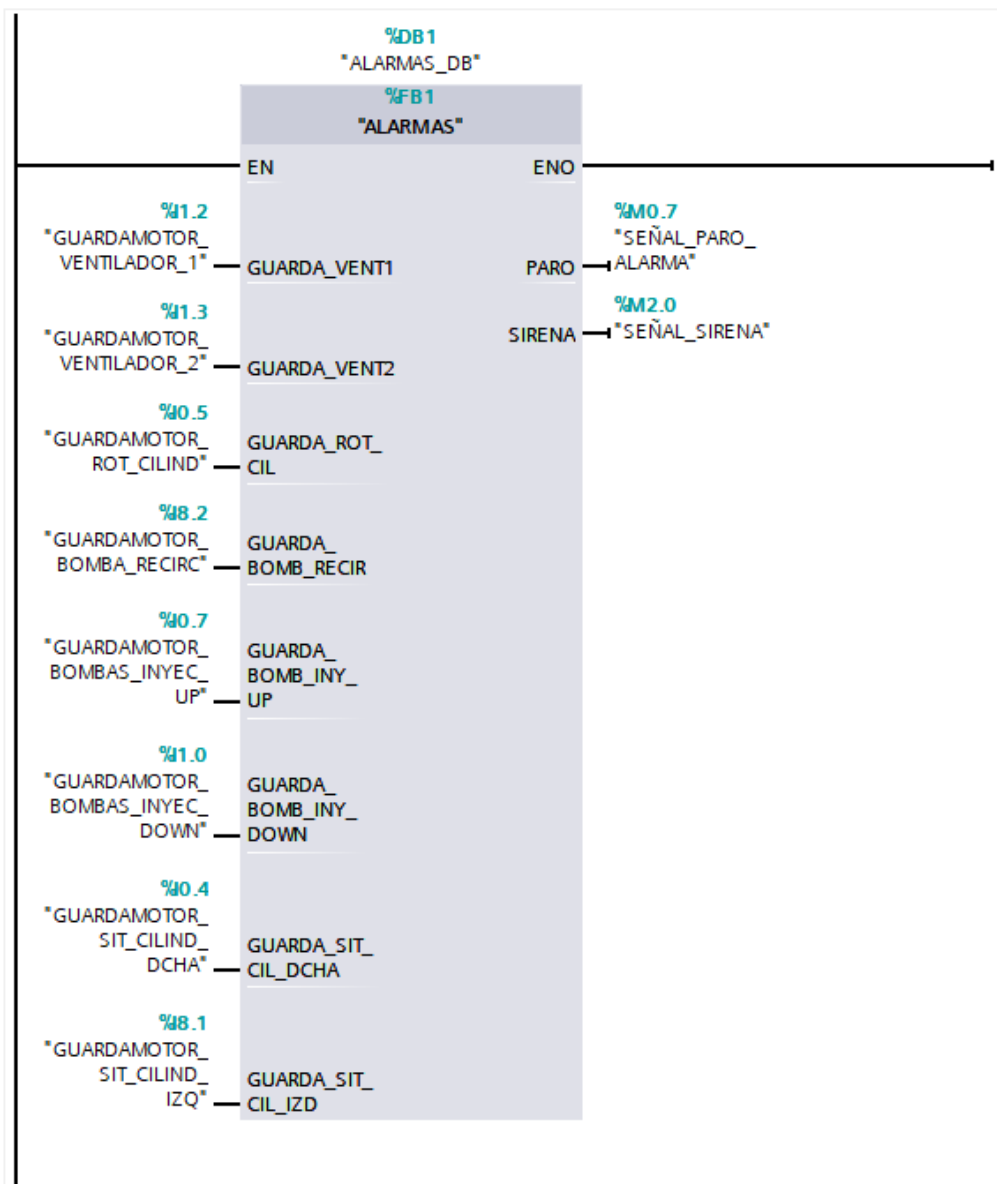 %DB1
"ALARMAS_DB"
%FB1
"ALARMAS"
EN
ENO
%I1.2
"GUARDAMOTOR_
VENTILADOR_1"
GUARDA_VENT1
%M0.7
"SEÑAL_PARO_
ALARMA"
PARO
%I1.3
"GUARDAMOTOR_
VENTILADOR_2"
GUARDA_VENT2
%M2.0
"SEÑAL_SIRENA"
SIRENA
%I0.5
"GUARDAMOTOR_
ROT_CILIND"
GUARDA_ROT_
CIL
%I8.2
"GUARDAMOTOR_
BOMBA_RECIRC"
GUARDA_
BOMB_RECIR
%I0.7
"GUARDAMOTOR_
BOMBAS_INYEC_
UP"
GUARDA_
BOMB_INY_
UP
%I1.0
"GUARDAMOTOR_
BOMBAS_INYEC_
DOWN"
GUARDA_
BOMB_INY_
DOWN
%I0.4
"GUARDAMOTOR_
SIT_CILIND_
DCHA"
GUARDA_SIT_
CIL_DCHA
%I8.1
"GUARDAMOTOR_
SIT_CILIND_
IZQ"
GUARDA_SIT_
CIL_IZD